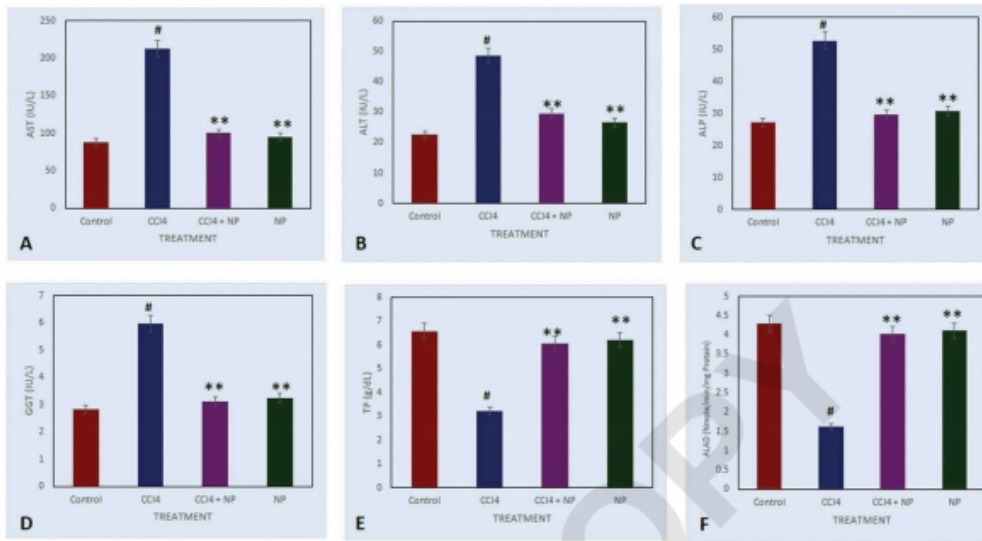 250
200
150
100
50
0
AST (IU/L)
#
**
**
Control
CCl4
CCl4 + NP
NP
TREATMENT
A
60
50
40
30
20
10
0
ALT (IU/L)
#
**
**
Control
CCl4
CCl4 + NP
NP
TREATMENT
B
60
50
40
30
20
10
0
ALP (IU/L)
#
**
**
Control
CCl4
CCl4 + NP
NP
TREATMENT
C
7
6
5
4
3
2
1
0
GGT (IU/L)
#
**
**
Control
CCl4
CCl4 + NP
NP
TREATMENT
D
8
7
6
5
4
3
2
1
0
TP (g/dL)
#
**
**
Control
CCl4
CCl4 + NP
NP
TREATMENT
E
5
4.5
4
3.5
3
2.5
2
1.5
1
0.5
0
#
**
**
Control
CCl4
CCl4 + NP
NP
TREATMENT
F
OPY